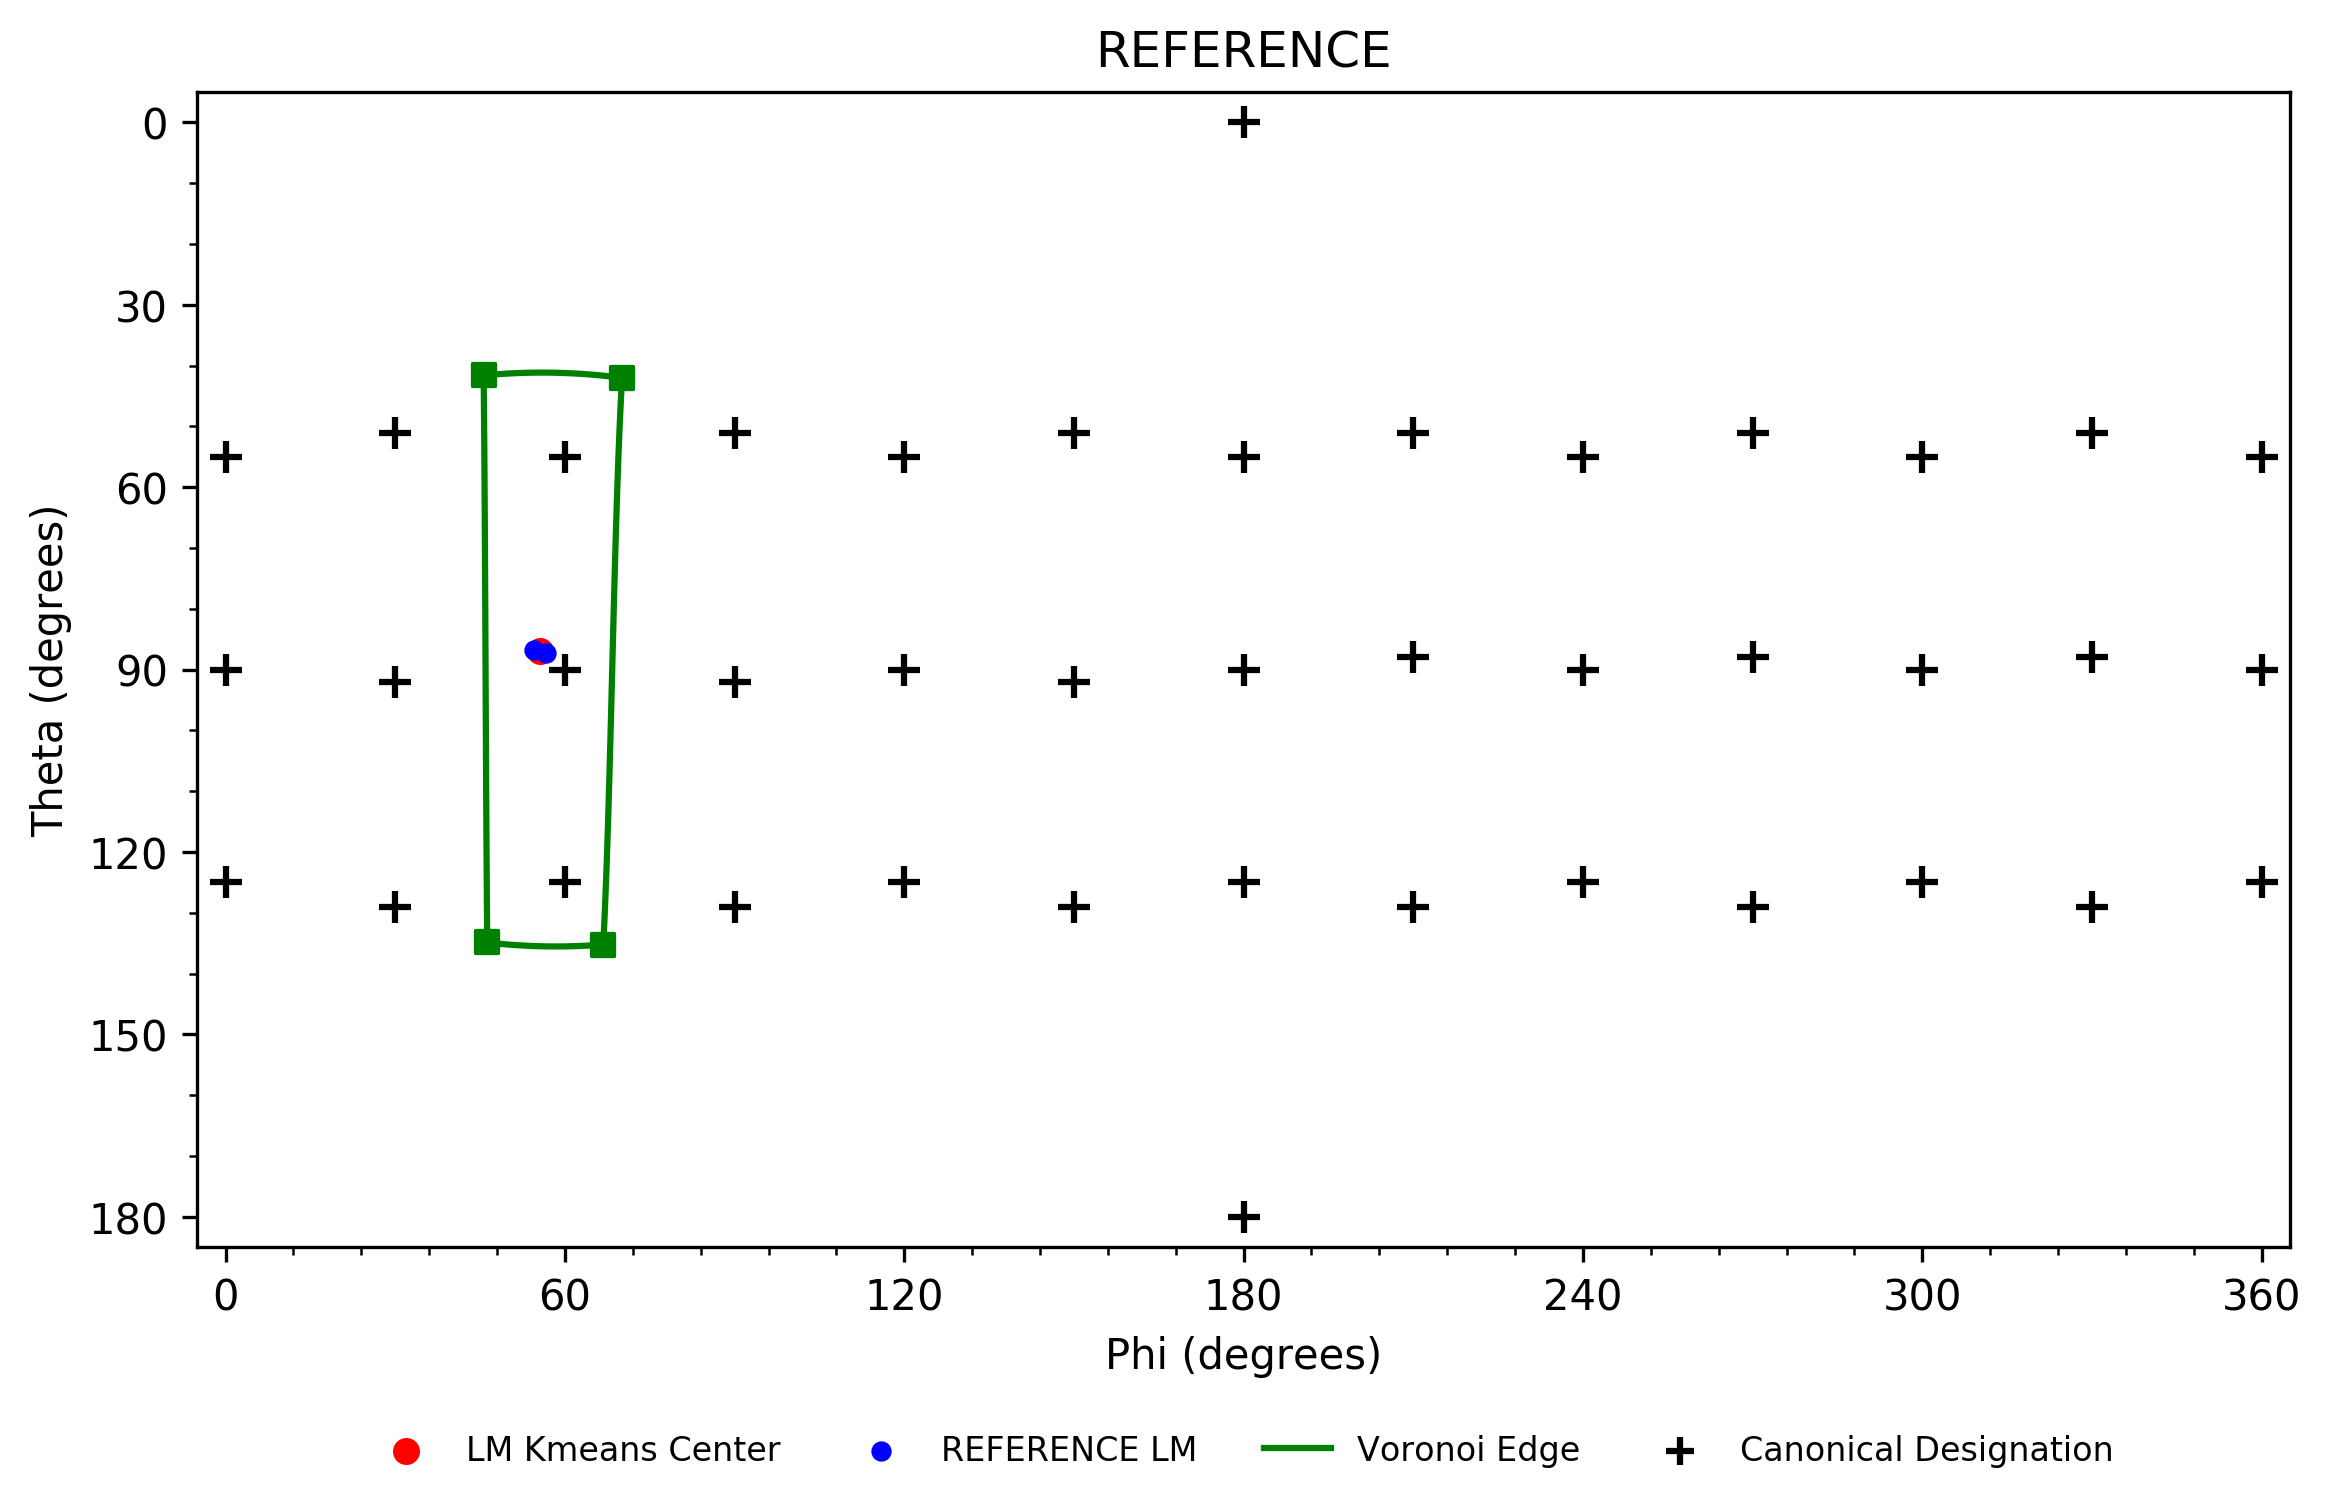 REFERENCE
0
30
60
90
120
150
180
Theta (degrees)
0 60 120 180 240 300 360
Phi (degrees)
LM Kmeans Center REFERENCE LM Voronoi Edge Canonical Designation